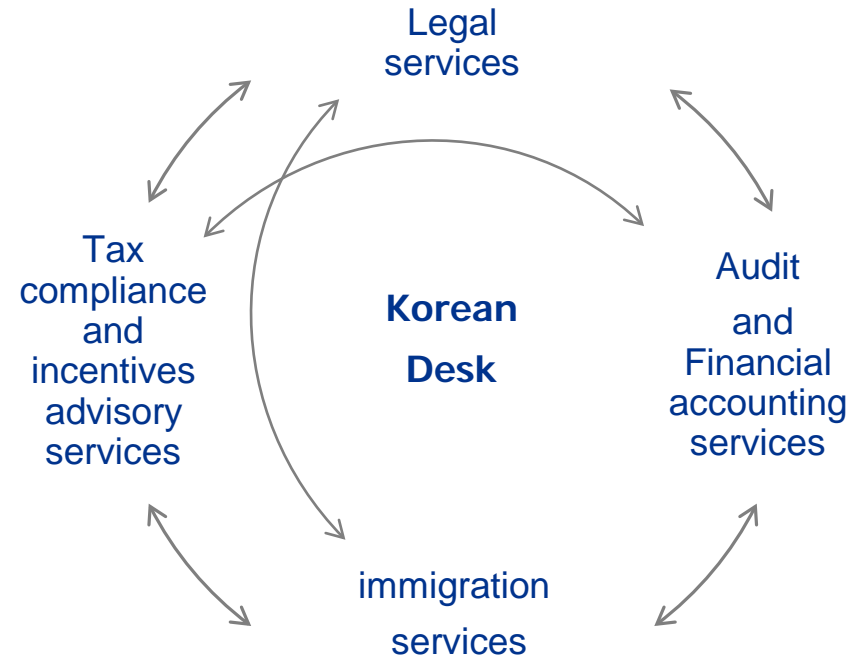 Legal
services
Tax
compliance
and
incentives
advisory
services
Korean
Desk
Audit
and
Financial
accounting
services
immigration
services